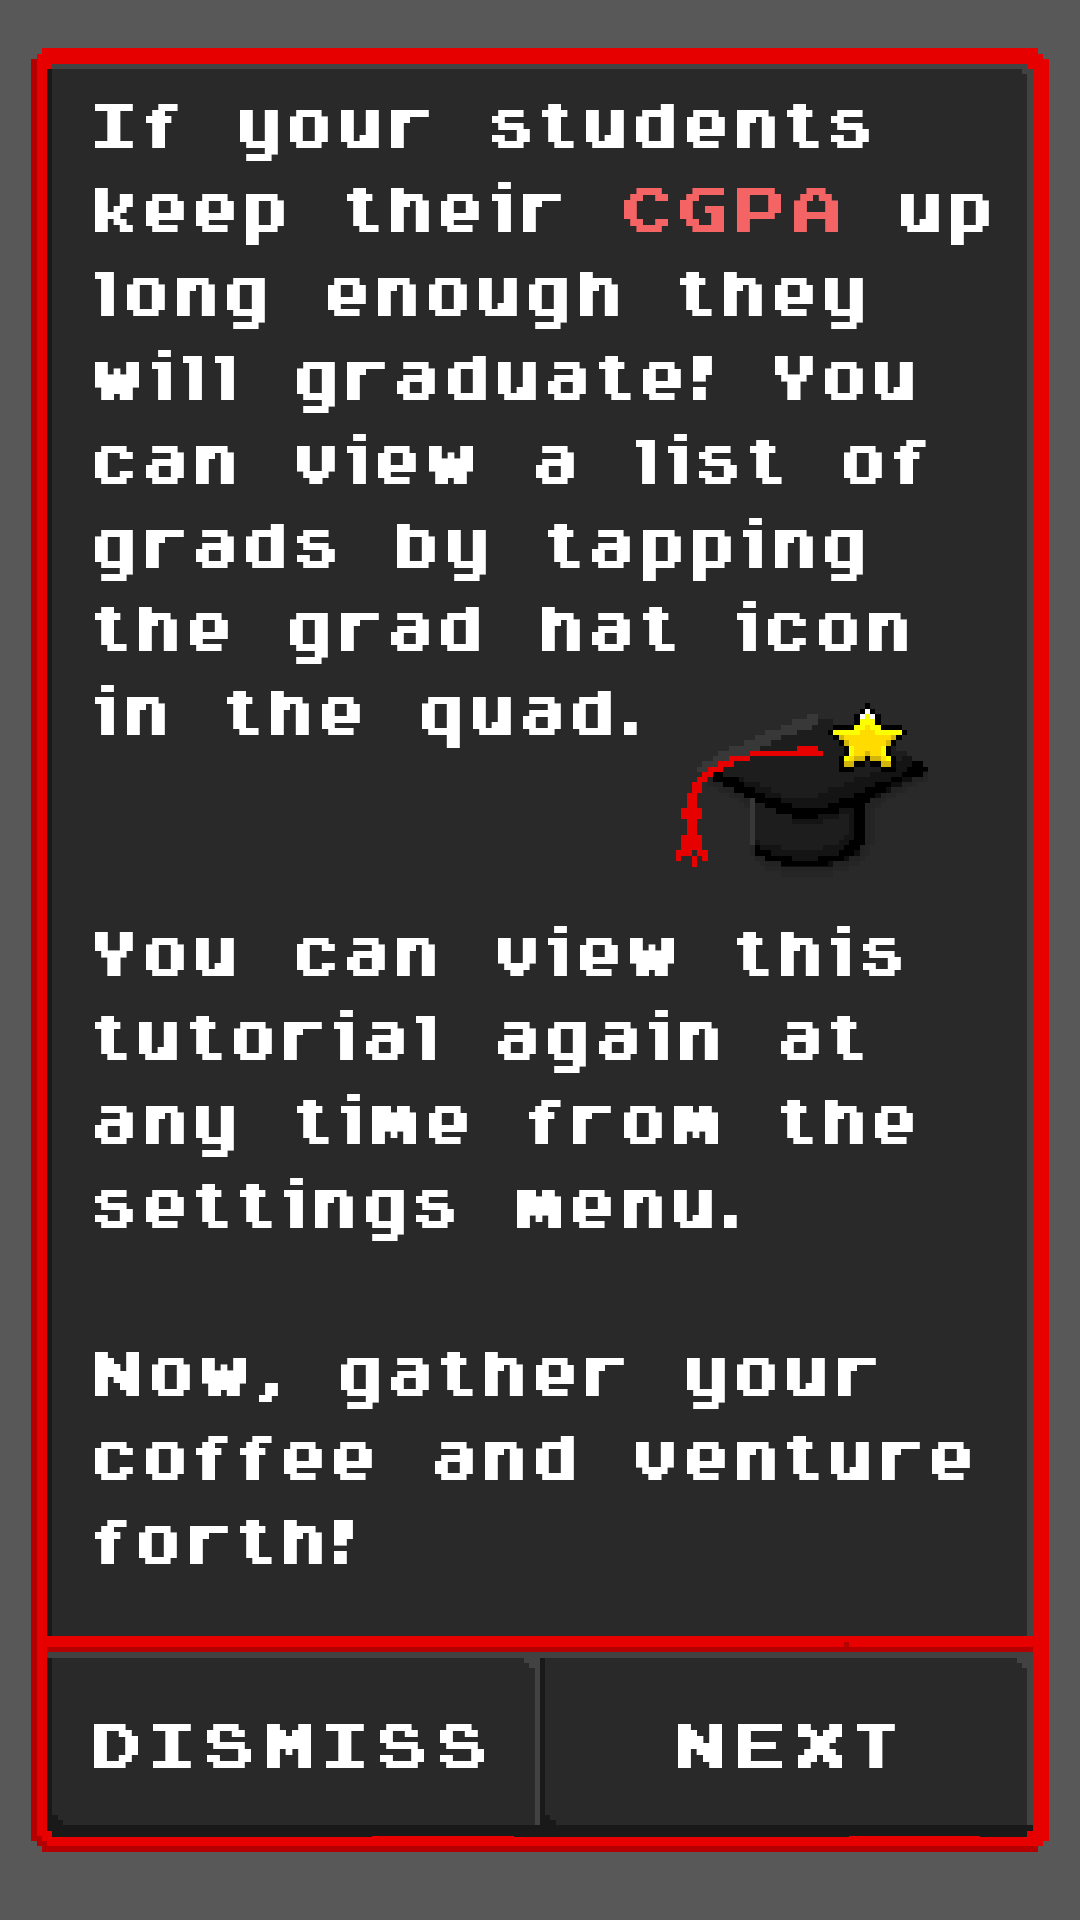 If your students
keep their CGPA up
long enough they
will graduate! You
can view a list of
grads by tapping
the grad hat icon
in the quad.
You can view this
tutorial again at
any time from the
settings menu.
Now, gather your
coffee and venture
forth!
DISMISS
NEXT